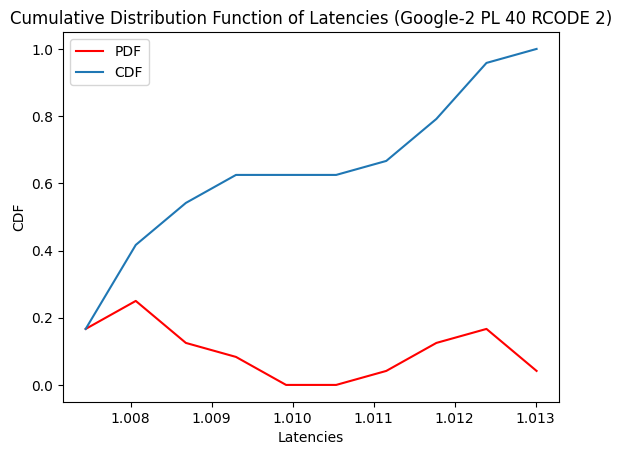 Cumulative Distribution Function of Latencies (Google-2 PL 40 RCODE 2)
PDF
CDF
1.0
0.8
0.6
0.4
0.2
0.0
CDF
1.008
1.009
1.010
1.011
1.012
1.013
Latencies